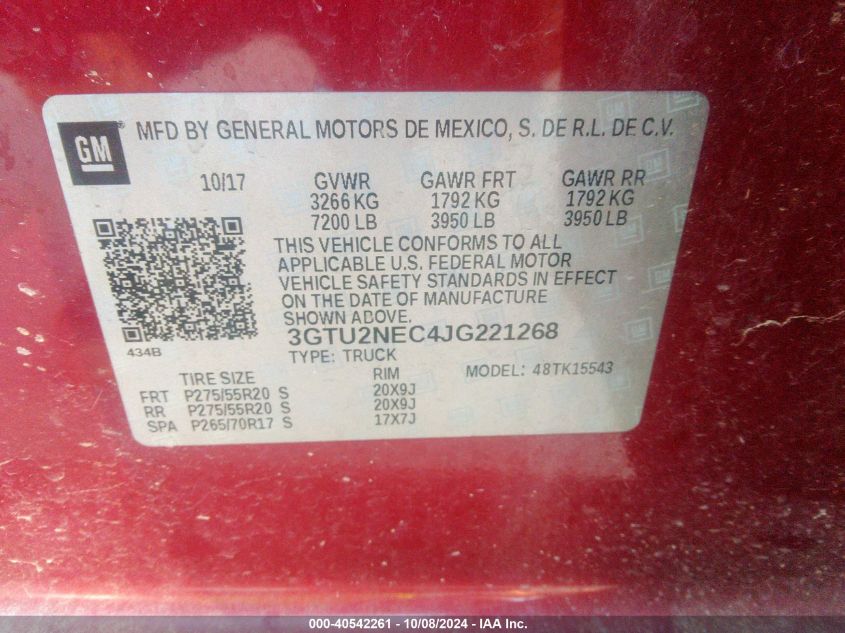 GM
MFD BY GENERAL MOTORS DE MEXICO, S. DE R.L. DE C.V.
10/17 GVWR GAWR FRT GAWR RR
3266 KG 1792 KG 1792 KG
7200 LB 3950 LB 3950 LB
THIS VEHICLE CONFORMS TO ALL
APPLICABLE U.S. FEDERAL MOTOR
VEHICLE SAFETY STANDARDS IN EFFECT
ON THE DATE OF MANUFACTURE
SHOWN ABOVE.
3GTU2NEC4JG221268
434B
TYPE: TRUCK
MODEL: 48TK15543
TIRE SIZE RIM
FRT P275/55R20 S 20X9J
RR P275/55R20 S 20X9J
SPA P265/70R17 S 17X7J
000-40542261 - 10/08/2024 - IAA Inc.